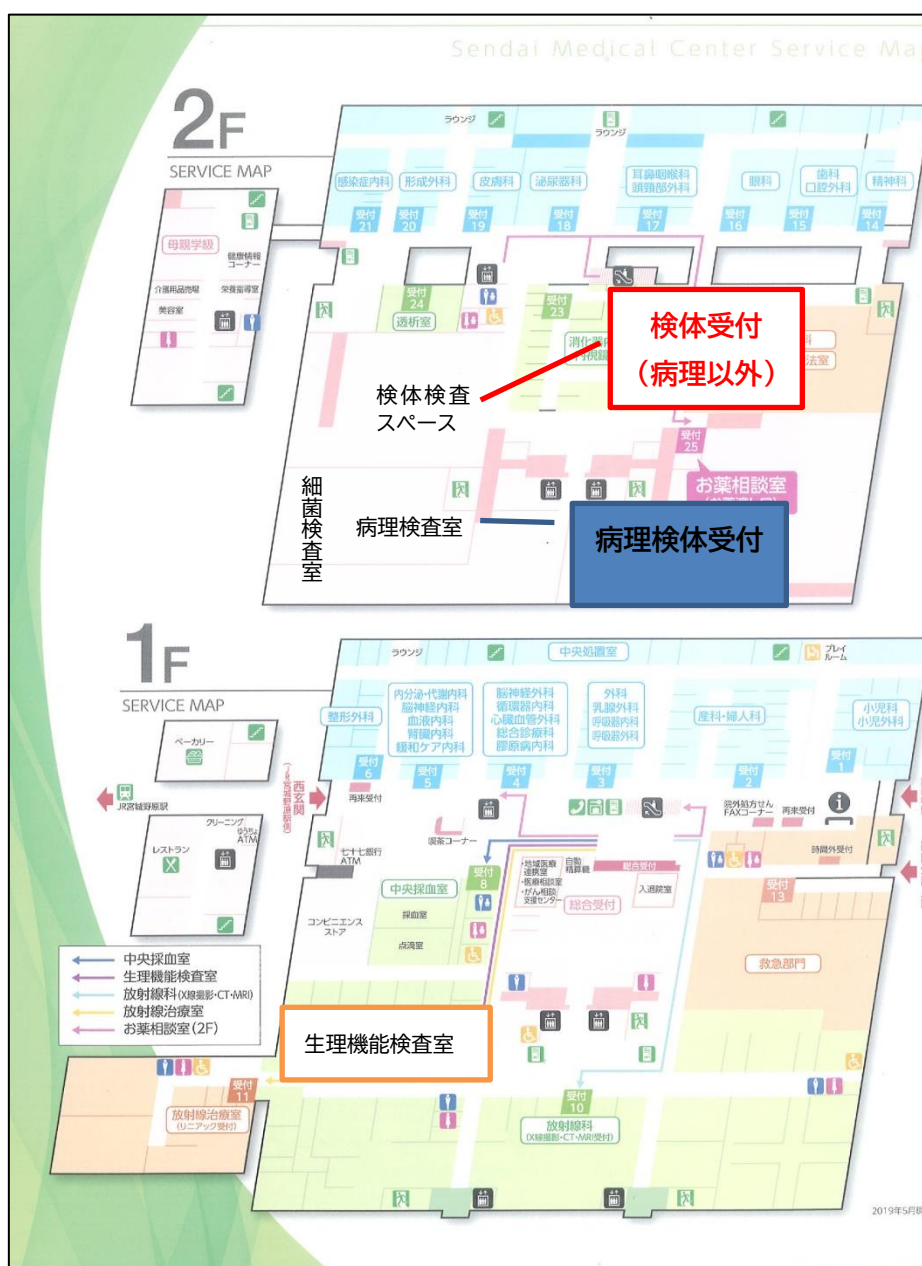 Sendai Medical Center Service Map
2F
SERVICE MAP
ラウンジ
ラウンジ
感染症内科
形成外科
皮膚科
泌尿器科
耳鼻咽喉科
頭頸部外科
眼科
歯科
口腔外科
精神科
受付
21
受付
20
受付
19
受付
18
受付
17
受付
16
受付
15
受付
14
母親学級
健康情報
コーナー
介護用品売場
栄養指導室
美容室
受付
24
透析室
受付
23
検体受付
(病理以外)
法室
検体検査
スペース
受付
25
お薬相談室
細菌検査室
病理検査室
病理検体受付
1F
SERVICE MAP
ラウンジ
中央処置室
プレイ
ルーム
整形外科
内分泌・代謝内科
脳神経内科
血液内科
腎臓内科
緩和ケア内科
脳神経外科
循環器内科
心臓血管外科
総合診療科
膠原病内科
外科
乳腺外科
呼吸器内科
呼吸器外科
産科・婦人科
小児科
小児外科
受付
6
受付
5
受付
4
受付
3
受付
2
受付
1
ベーカリー
JR宮城野原駅
西玄関
(JR宮城野原駅側)
再来受付
喫茶コーナー
院外処方せん
FAXコーナー
再来受付
時間外受付
クリーニング
ゆうちょ
ATM
レストラン
七十七銀行
ATM
受付
8
中央採血室
採血室
点滴室
コンビニエンス
ストア
・地域医療
連携室
・医療相談室
・がん相談
支援センター
自動
精算機
総合受付
総合受付
入退院室
受付
13
救急部門
中央採血室
生理機能検査室
放射線科(X線撮影・CT・MRI)
放射線治療室
お薬相談室(2F)
生理機能検査室
受付
11
放射線治療室
(リニアック受付)
受付
10
放射線科
(X線撮影・CT・MRI受付)
2019年5月